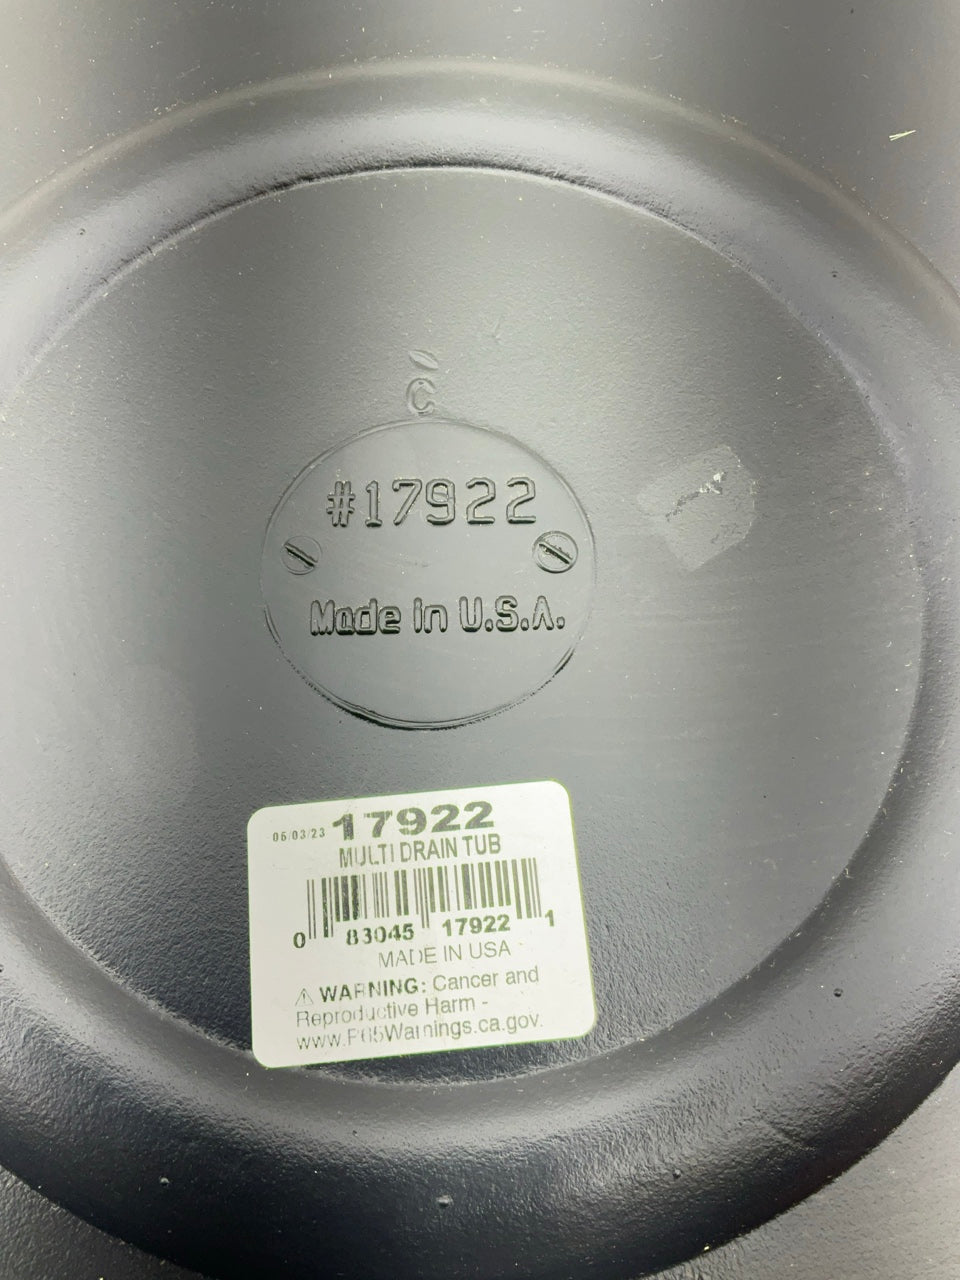 C
#17922
Made in U.S.A.
06/03/23 17922
MULTI DRAIN TUB
0 83045 17922 1
MADE IN USA
⚠ WARNING: Cancer and
Reproductive Harm -
www.P65Warnings.ca.gov.